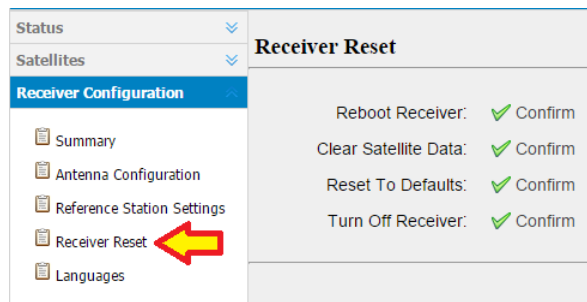 Status
Satellites
Receiver Configuration
Summary
Antenna Configuration
Reference Station Settings
Receiver Reset
Languages
Receiver Reset
Reboot Receiver: Confirm
Clear Satellite Data: Confirm
Reset To Defaults: Confirm
Turn Off Receiver: Confirm